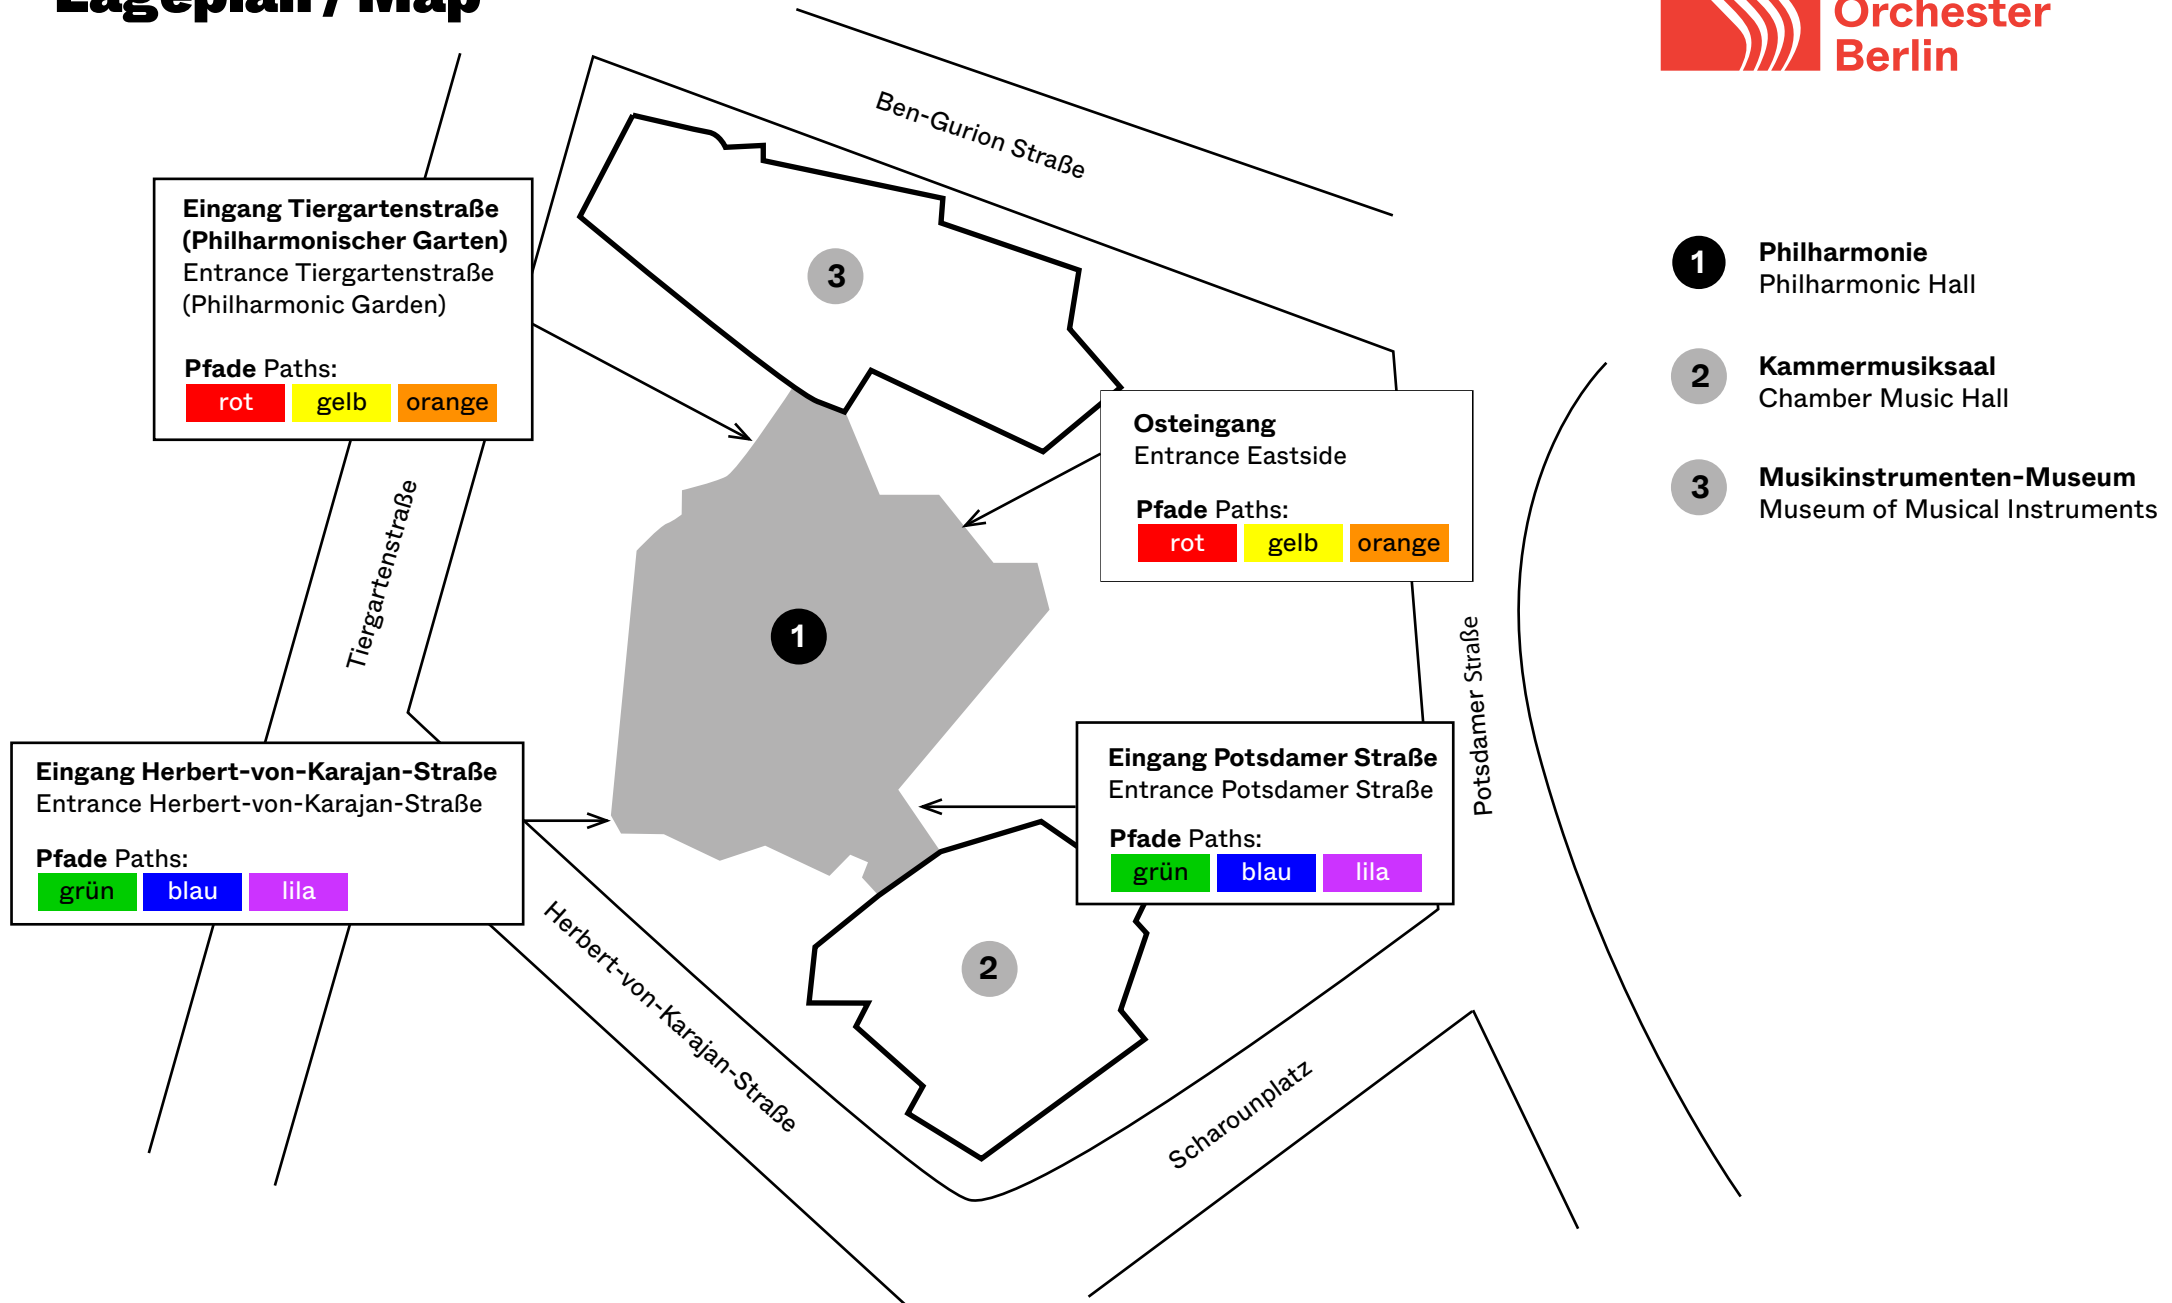 Lageplan / Map
Orchester
Berlin
Ben-Gurion Straße
Eingang Tiergartenstraße
(Philharmonischer Garten)
Entrance Tiergartenstraße
(Philharmonic Garden)
Pfade Paths:
rot gelb orange
3
1 Philharmonie
Philharmonic Hall
2 Kammermusiksaal
Chamber Music Hall
3 Musikinstrumenten-Museum
Museum of Musical Instruments
Osteingang
Entrance Eastside
Pfade Paths:
rot gelb orange
Tiergartenstraße
1
Potsdamer Straße
Eingang Herbert-von-Karajan-Straße
Entrance Herbert-von-Karajan-Straße
Pfade Paths:
grün blau lila
Eingang Potsdamer Straße
Entrance Potsdamer Straße
Pfade Paths:
grün blau lila
Herbert-von-Karajan-Straße
2
Scharounplatz